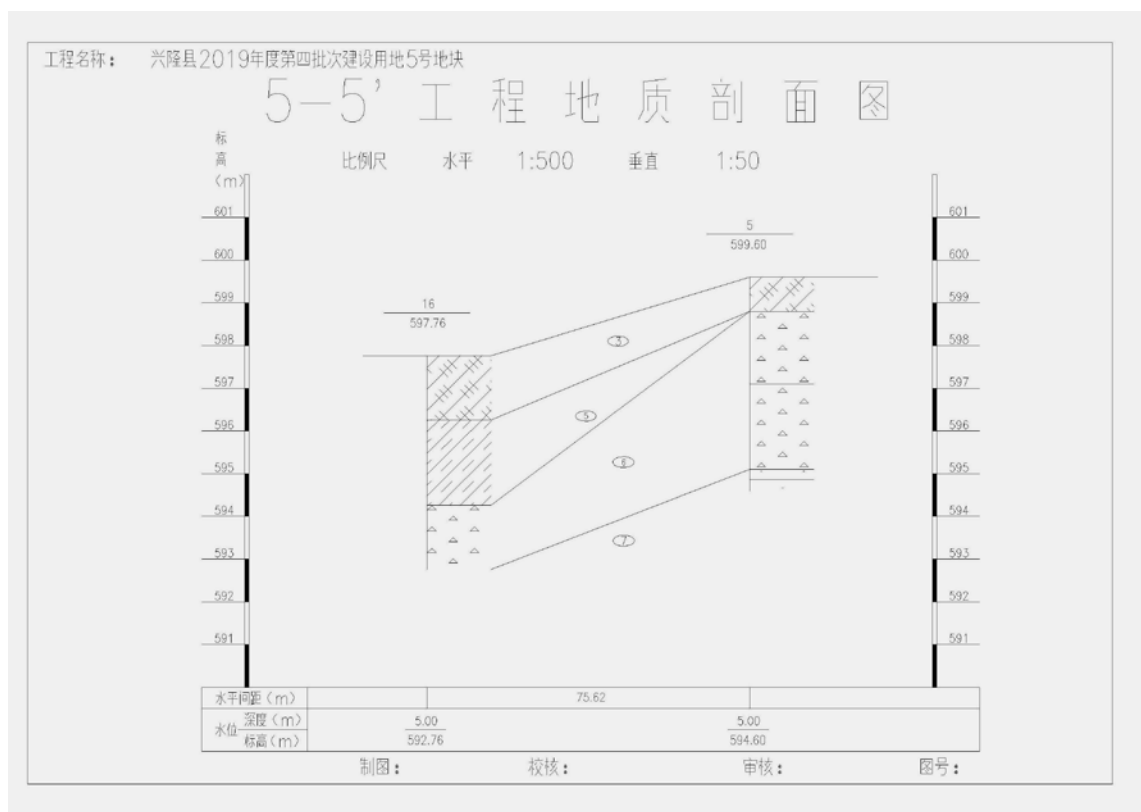 工程名称： 兴隆县2019年度第四批次建设用地5号地块
5—5’工程地质剖面图
标高(m)
比例尺 水平 1:500 垂直 1:50
601 601
600 600
599 599
598 598
597 597
596 596
595 595
594 594
593 593
592 592
591 591
5
599.60
16
597.76
③
⑤
⑥
⑦
水平间距(m) 75.62
水位 深度(m) 5.00 5.00
标高(m) 592.76 594.60
制图： 校核： 审核： 图号：